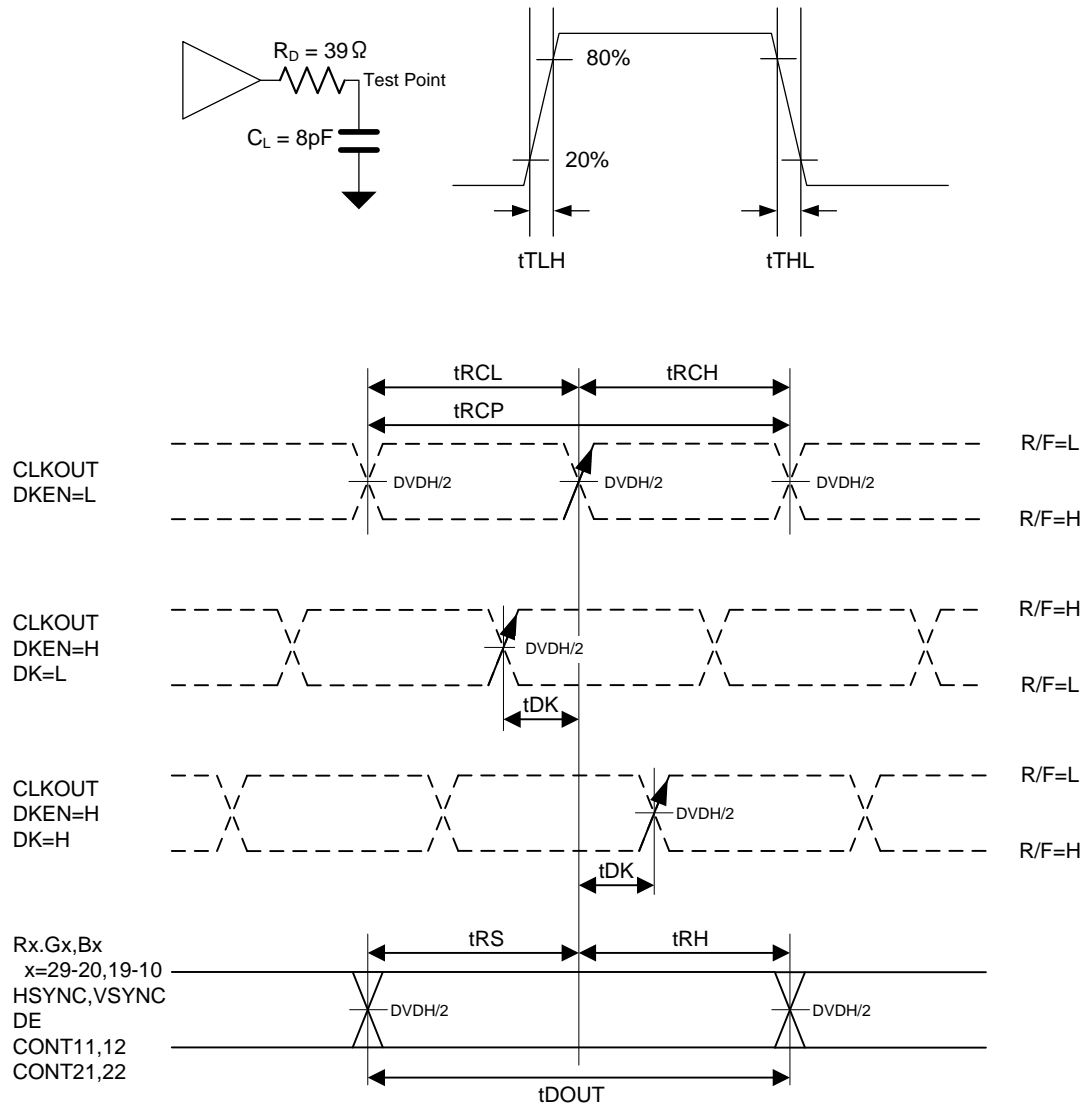 R_D = 39Ω
Test Point
C_L = 8pF
80%
20%
tTLH
tTHL
tRCL
tRCH
tRCP
CLKOUT
DKEN=L
DVDH/2
DVDH/2
DVDH/2
R/F=L
R/F=H
CLKOUT
DKEN=H
DK=L
DVDH/2
R/F=H
R/F=L
tDK
CLKOUT
DKEN=H
DK=H
DVDH/2
R/F=L
R/F=H
tDK
Rx.Gx,Bx
x=29-20,19-10
HSYNC,VSYNC
DE
CONT11,12
CONT21,22
tRS
tRH
DVDH/2
DVDH/2
tDOUT